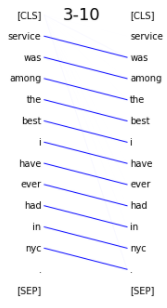 3-10
[CLS] [CLS]
service service
was was
among among
the the
best best
i i
have have
ever ever
had had
in in
nyc nyc
. .
[SEP] [SEP]